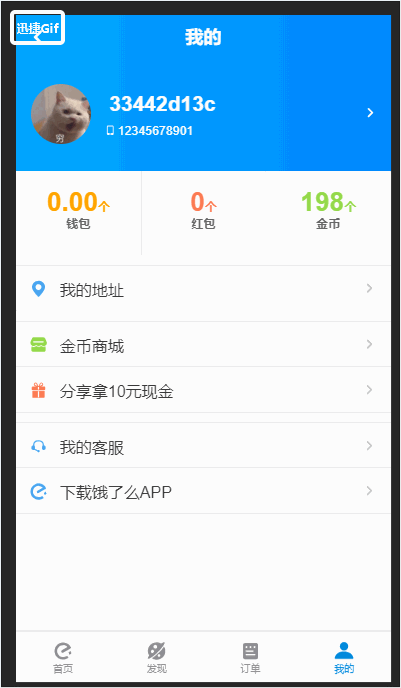 迅捷Gif
我的
33442d13c
12345678901
穷
0.00个
0个
198个
钱包
红包
金币
我的地址
金币商城
分享拿10元现金
我的客服
下载饿了么APP
首页
发现
订单
我的